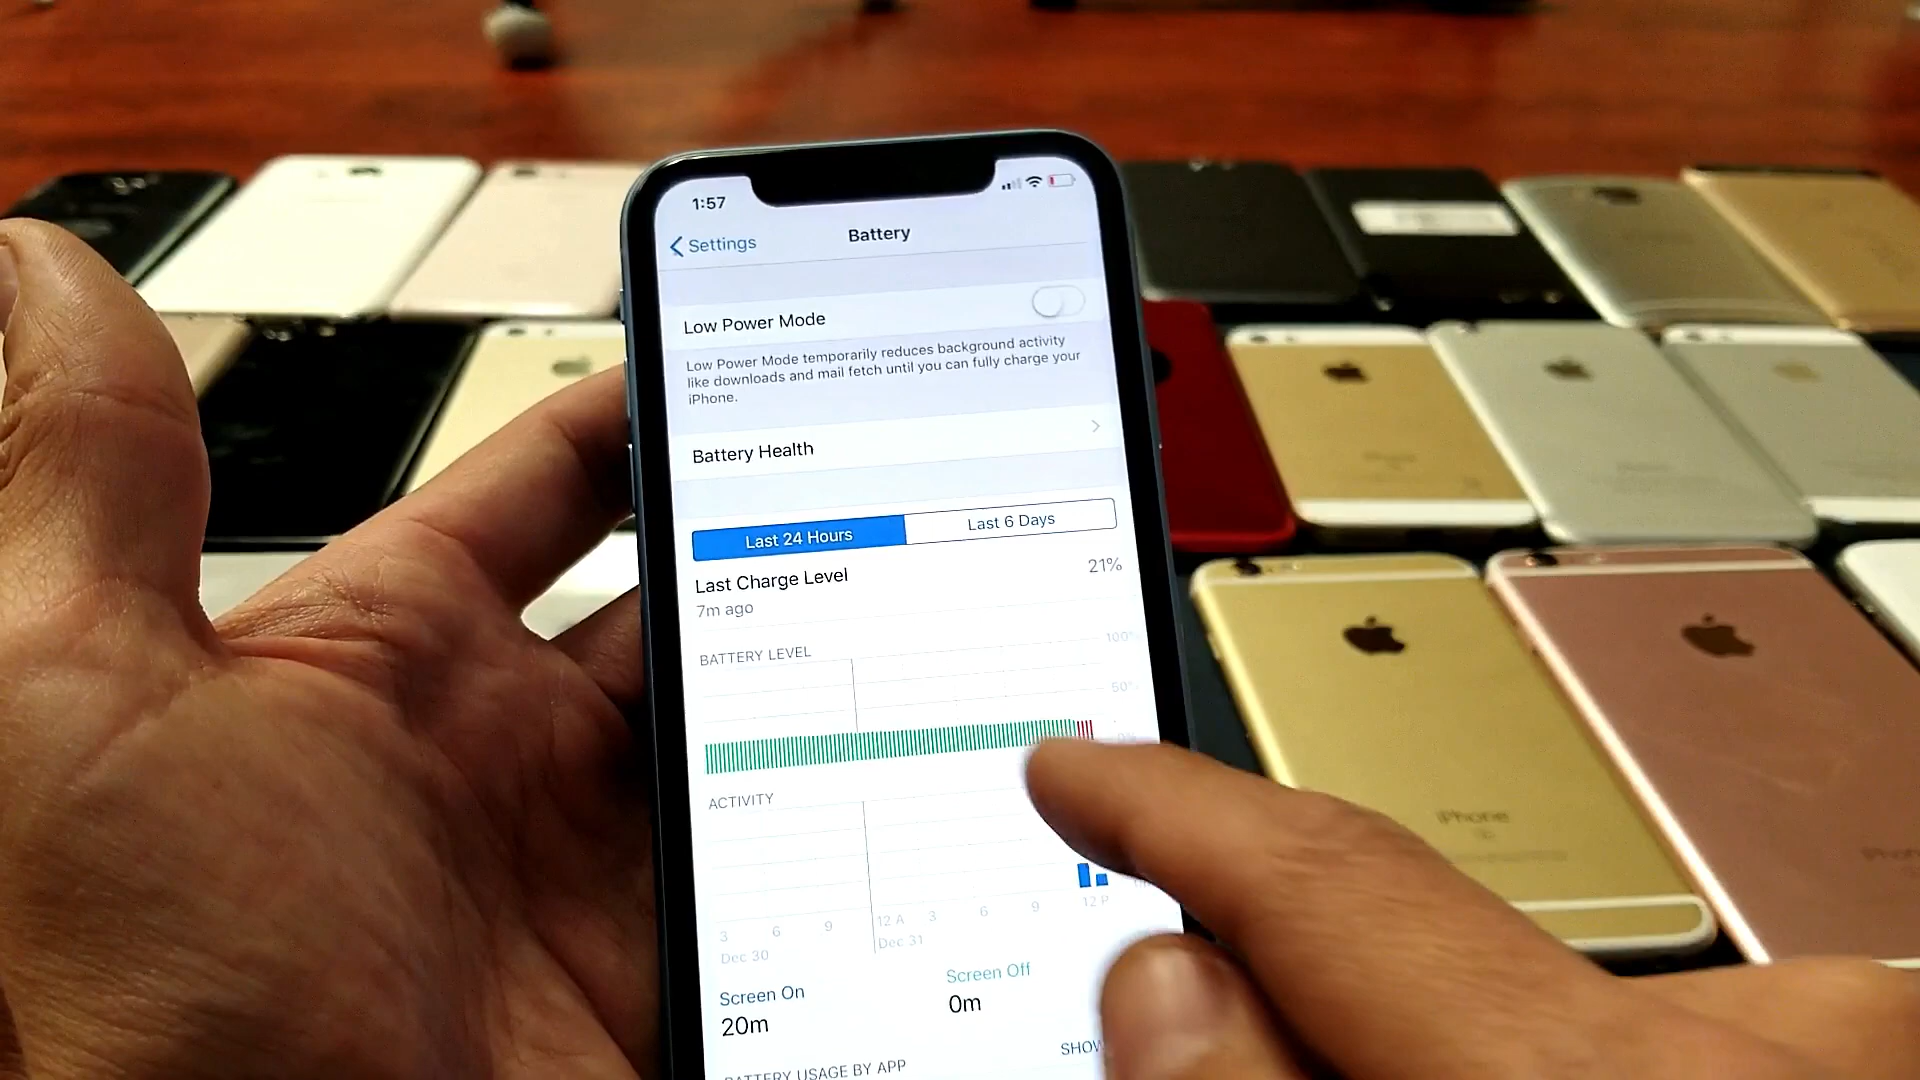 1:57
Settings
Battery
Low Power Mode
Low Power Mode temporarily reduces background activity
like downloads and mail fetch until you can fully charge your
iPhone.
Battery Health
Last 24 Hours
Last 6 Days
Last Charge Level
21%
7m ago
BATTERY LEVEL
100%
50%
0%
ACTIVITY
3
6
9
12 A
3
6
9
12 P
Dec 30
Dec 31
Screen On
Screen Off
20m
0m
BATTERY USAGE BY APP
iPhone